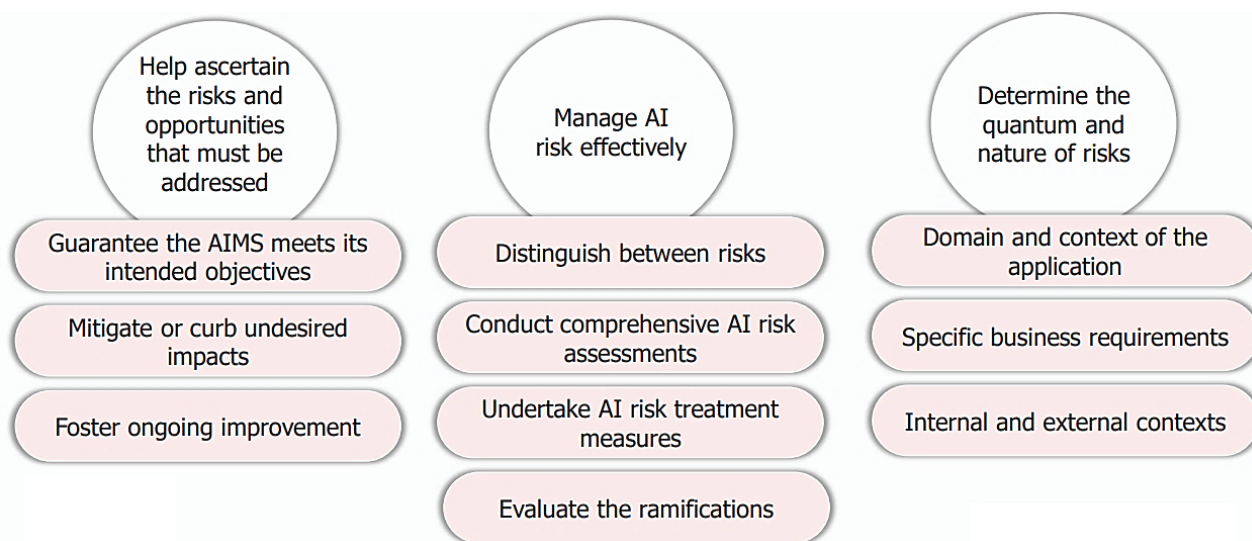 Help ascertain
the risks and
opportunities
that must be
addressed
Guarantee the AIMS meets its
intended objectives
Mitigate or curb undesired
impacts
Foster ongoing improvement
Manage AI
risk effectively
Distinguish between risks
Conduct comprehensive AI risk
assessments
Undertake AI risk treatment
measures
Evaluate the ramifications
Determine the
quantum and
nature of risks
Domain and context of the
application
Specific business requirements
Internal and external contexts